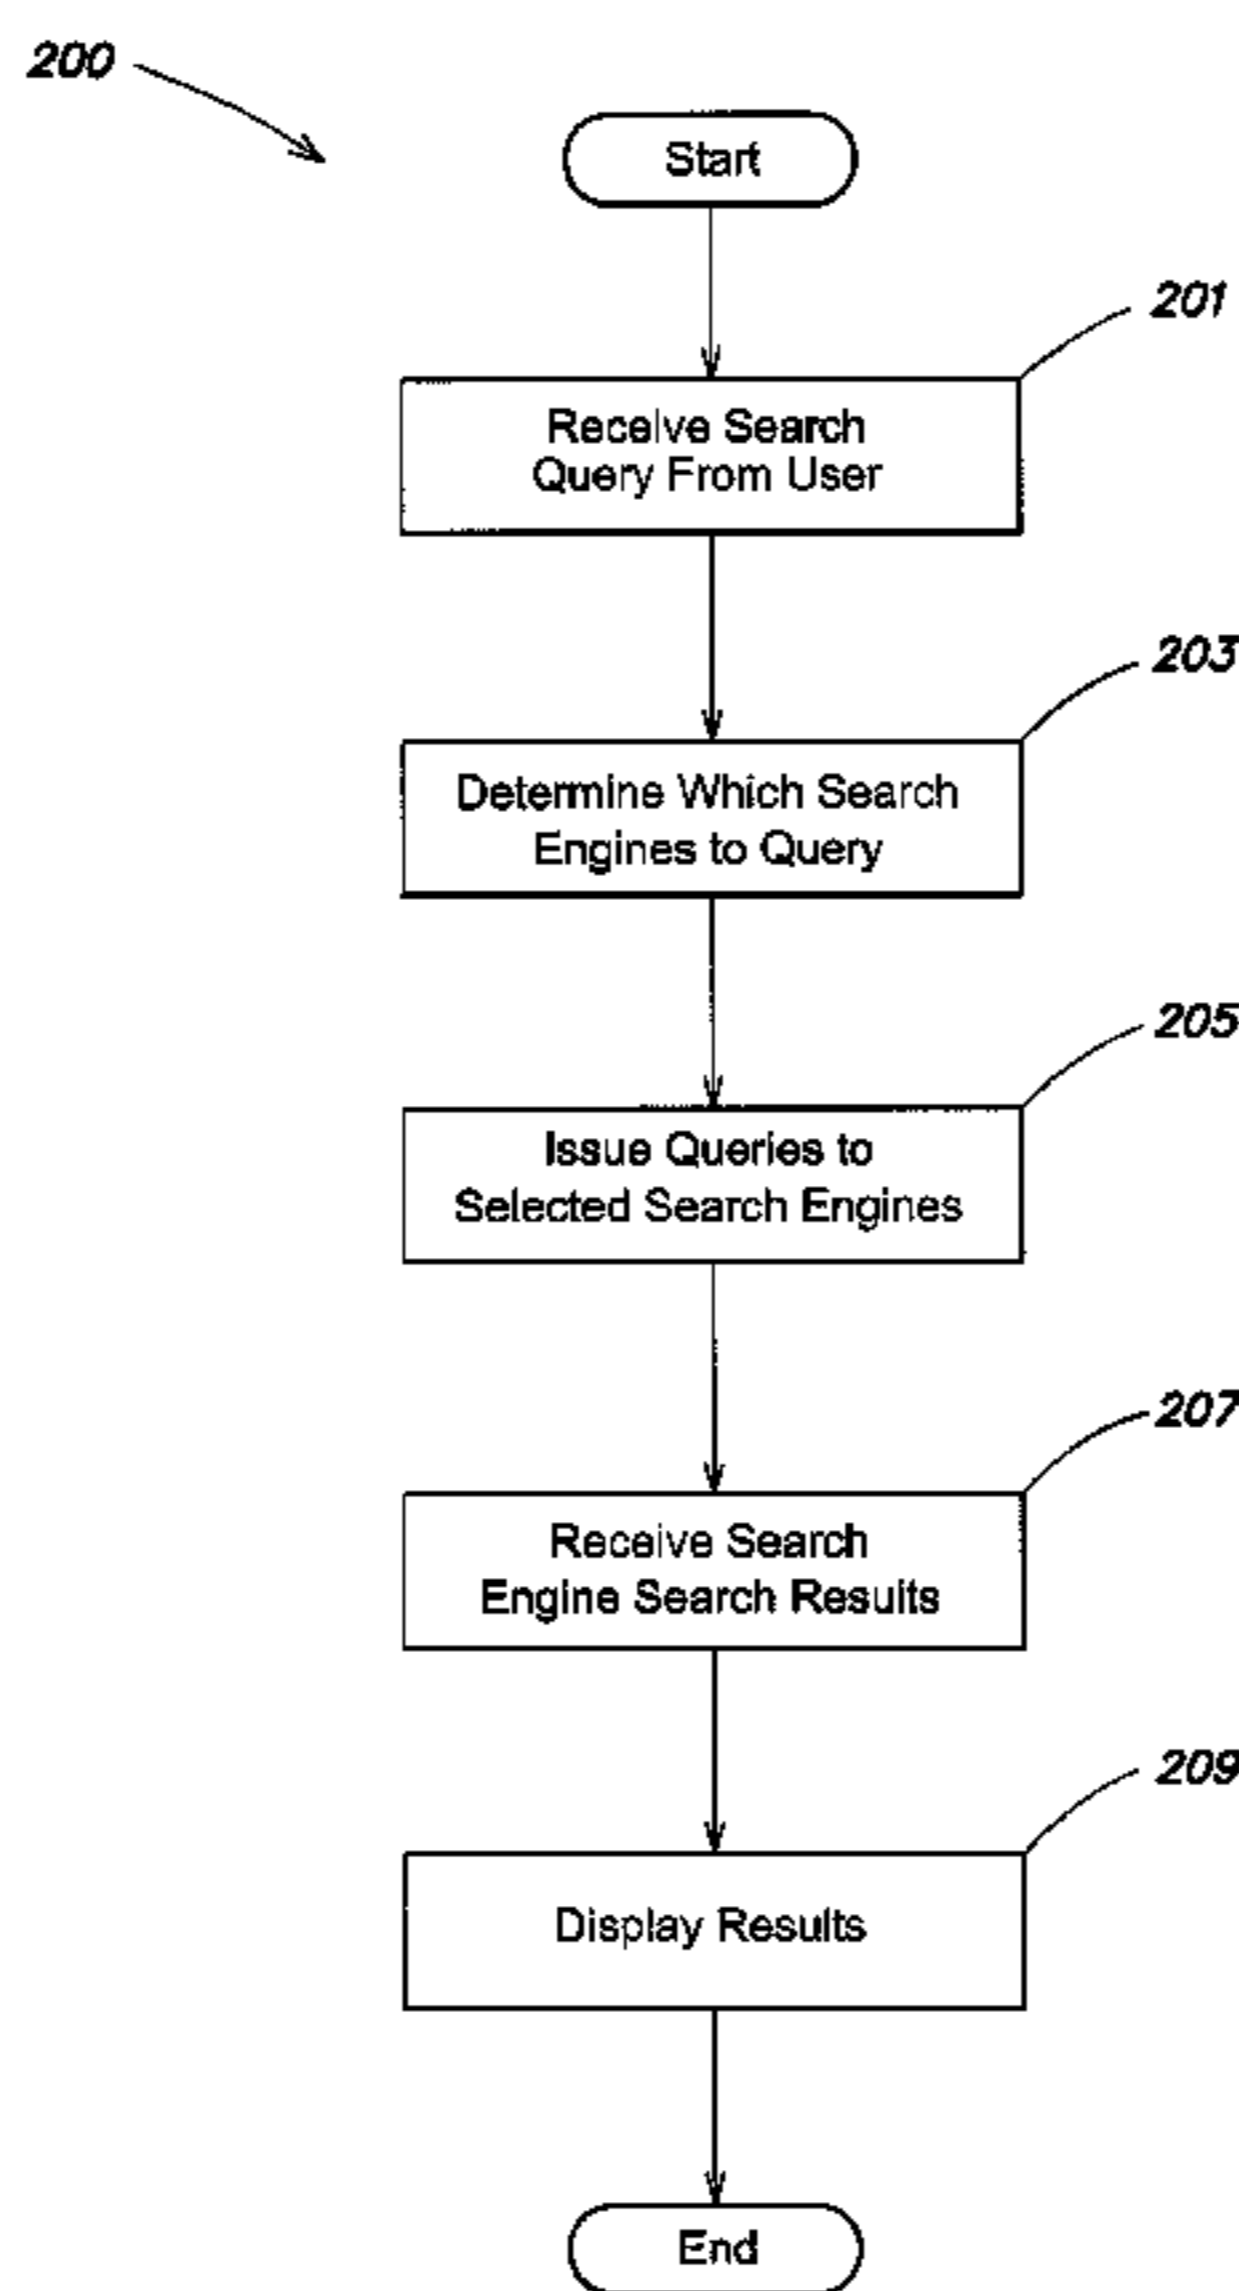 200
Start
201
Receive Search
Query From User
203
Determine Which Search
Engines to Query
205
Issue Queries to
Selected Search Engines
207
Receive Search
Engine Search Results
209
Display Results
End